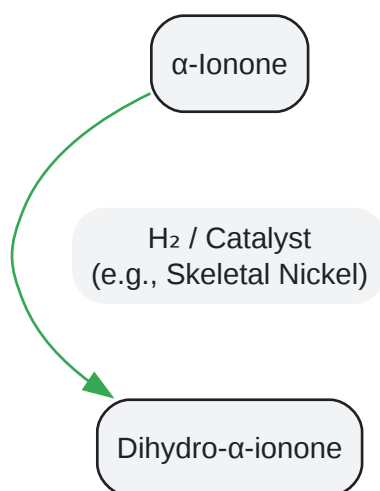 α-Ionone
H₂ / Catalyst
(e.g., Skeletal Nickel)
Dihydro-α-ionone